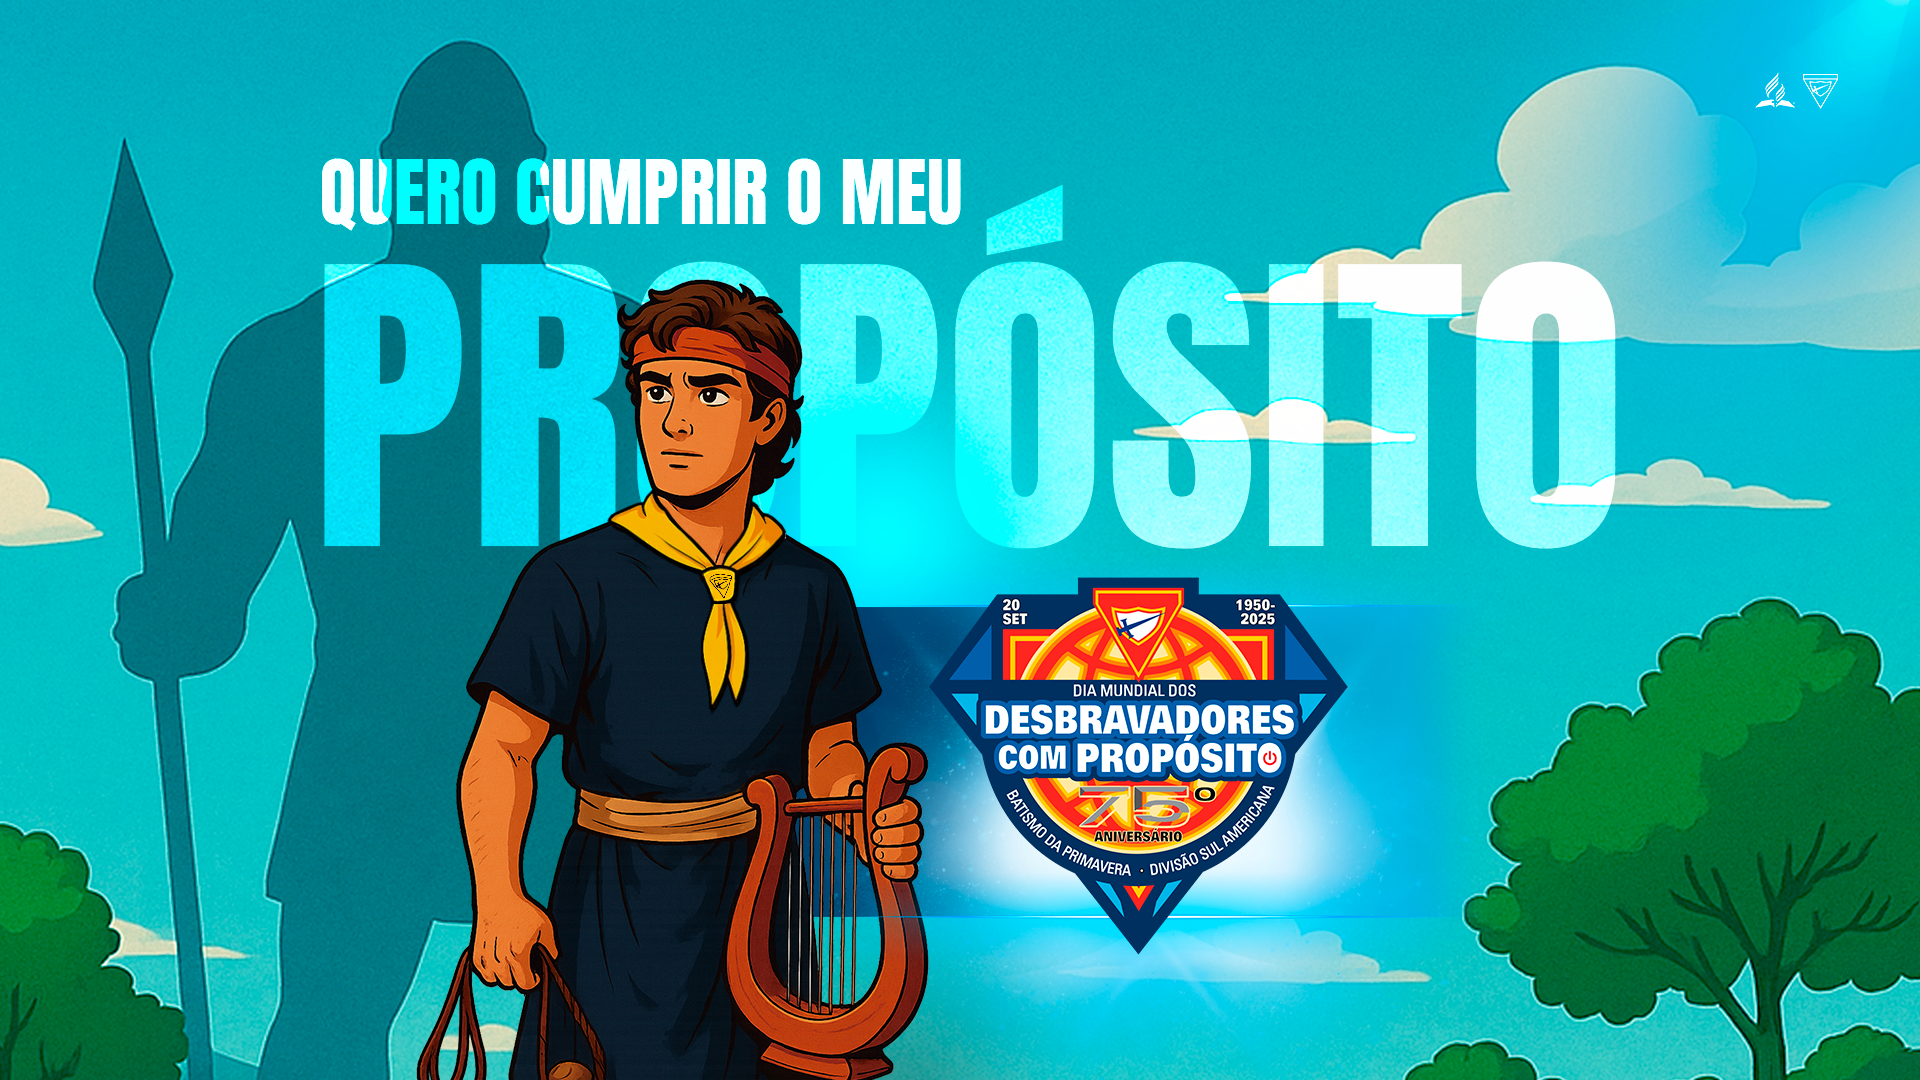 QUERO CUMPRIR O MEU
PROPÓSITO
20
SET
1950-
2025
DIA MUNDIAL DOS
DESBRAVADORES
COM PROPÓSITO
75º
ANIVERSÁRIO
BATISMO DA PRIMAVERA · DIVISÃO SUL AMERICANA